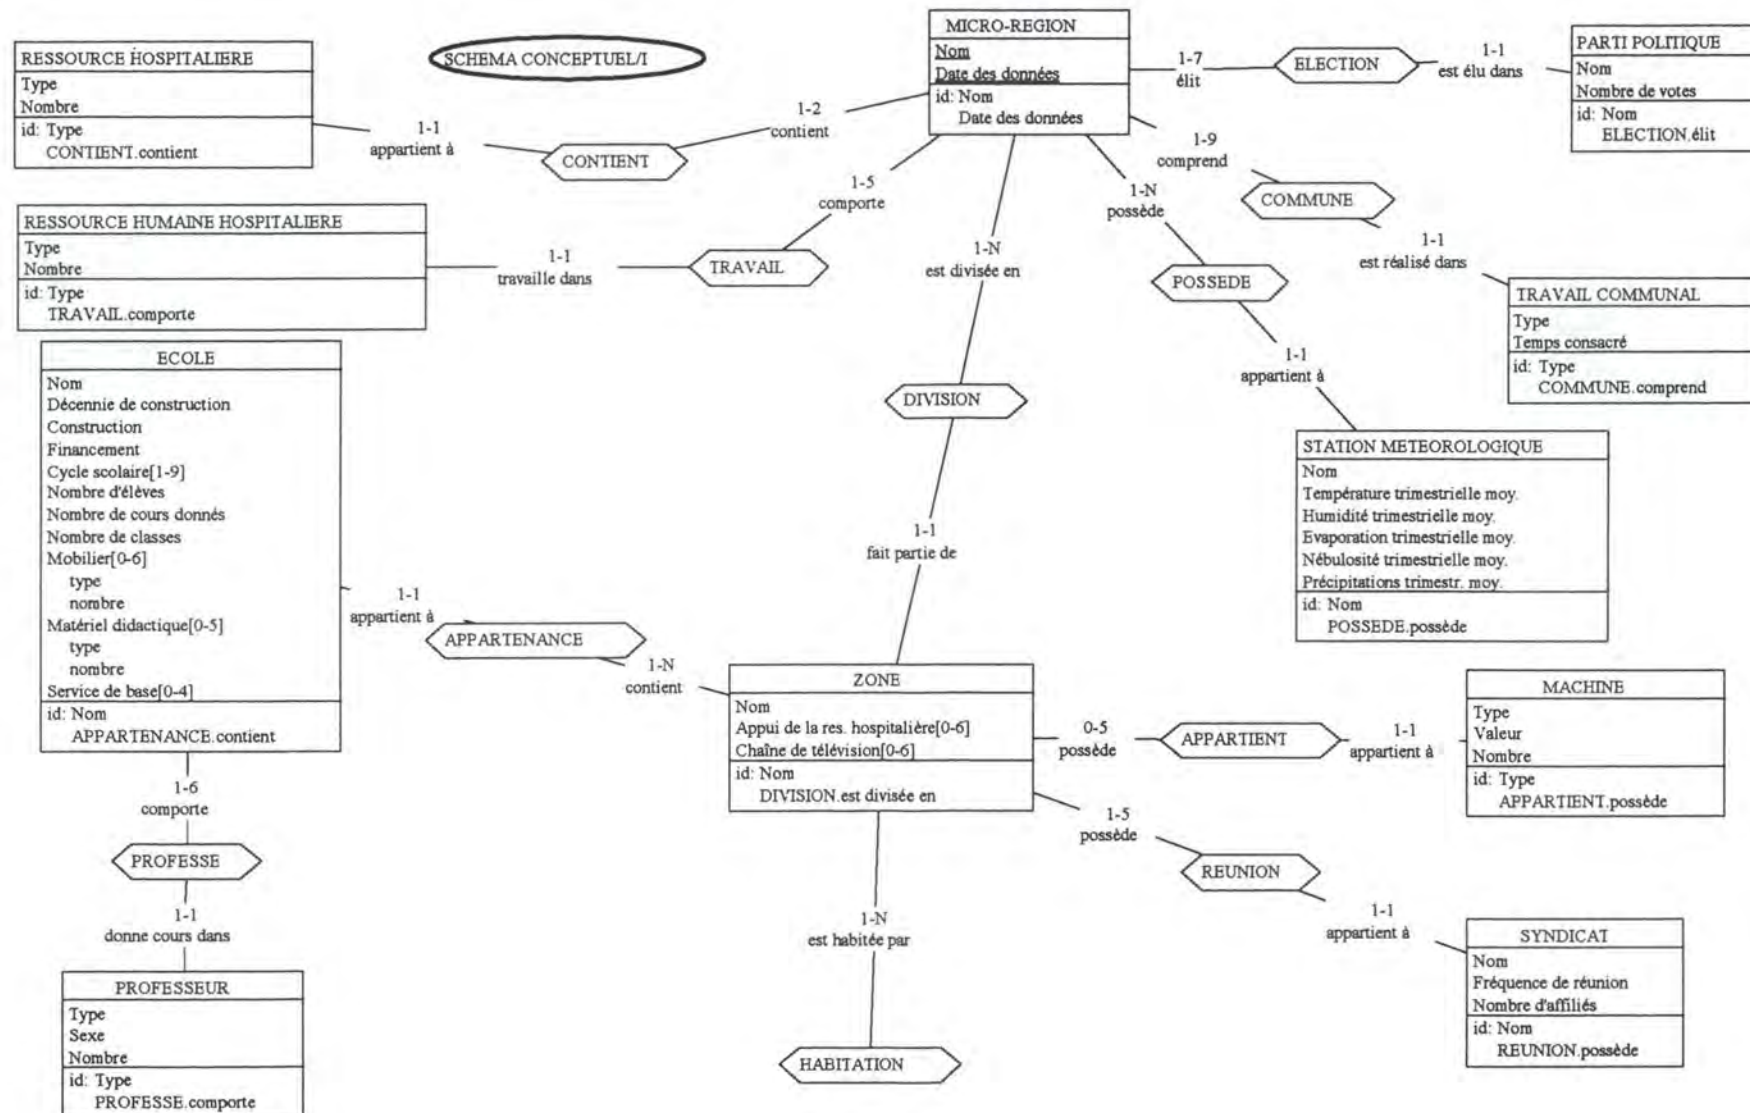 SCHEMA CONCEPTUEL/I
RESSOURCE HOSPITALIERE
Type
Nombre
id: Type
CONTIENT.contient
1-1
appartient à
CONTIENT
1-2
contient
MICRO-REGION
Nom
Date des données
id: Nom
Date des données
1-7
élit
ELECTION
1-1
est élu dans
PARTI POLITIQUE
Nom
Nombre de votes
id: Nom
ELECTION.élit
RESSOURCE HUMAINE HOSPITALIERE
Type
Nombre
id: Type
TRAVAIL.comporte
1-1
travaille dans
TRAVAIL
1-5
comporte
1-N
est divisée en
DIVISION
1-1
fait partie de
1-N
possède
POSSEDE
1-1
appartient à
1-9
comprend
COMMUNE
1-1
est réalisé dans
TRAVAIL COMMUNAL
Type
Temps consacré
id: Type
COMMUNE.comprend
STATION METEOROLOGIQUE
Nom
Température trimestrielle moy.
Humidité trimestrielle moy.
Evaporation trimestrielle moy.
Nébulosité trimestrielle moy.
Précipitations trimestr. moy.
id: Nom
POSSEDE.possède
ECOLE
Nom
Décennie de construction
Construction
Financement
Cycle scolaire[1-9]
Nombre d'élèves
Nombre de cours donnés
Nombre de classes
Mobilier[0-6]
type
nombre
Matériel didactique[0-5]
type
nombre
Service de base[0-4]
id: Nom
APPARTENANCE.contient
1-1
appartient à
APPARTENANCE
1-N
contient
ZONE
Nom
Appui de la res. hospitalière[0-6]
Chaîne de télévision[0-6]
id: Nom
DIVISION.est divisée en
0-5
possède
APPARTIENT
1-1
appartient à
MACHINE
Type
Valeur
Nombre
id: Type
APPARTIENT.possède
1-5
possède
REUNION
1-1
appartient à
SYNDICAT
Nom
Fréquence de réunion
Nombre d'affiliés
id: Nom
REUNION.possède
1-6
comporte
PROFESSE
1-1
donne cours dans
PROFESSEUR
Type
Sexe
Nombre
id: Type
PROFESSE.comporte
1-N
est habitée par
HABITATION